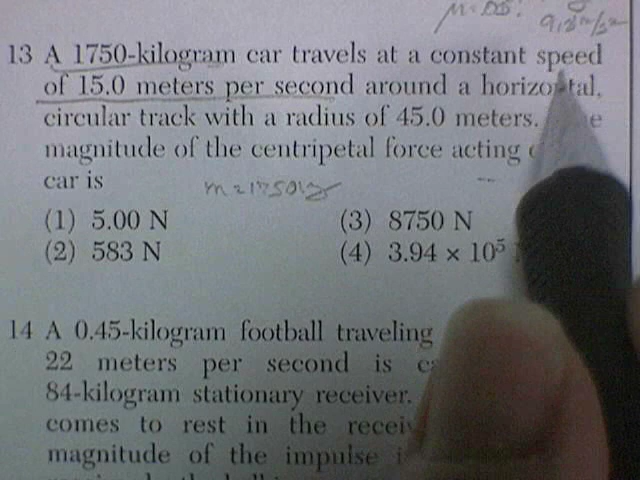 13 A 1750-kilogram car travels at a constant speed
of 15.0 meters per second around a horizontal,
circular track with a radius of 45.0 meters.
magnitude of the centripetal force acting
car is
(1) 5.00 N (3) 8750 N
(2) 583 N (4) 3.94 × 10⁵
14 A 0.45-kilogram football traveling
22 meters per second is
84-kilogram stationary receiver.
comes to rest in the
magnitude of the impulse